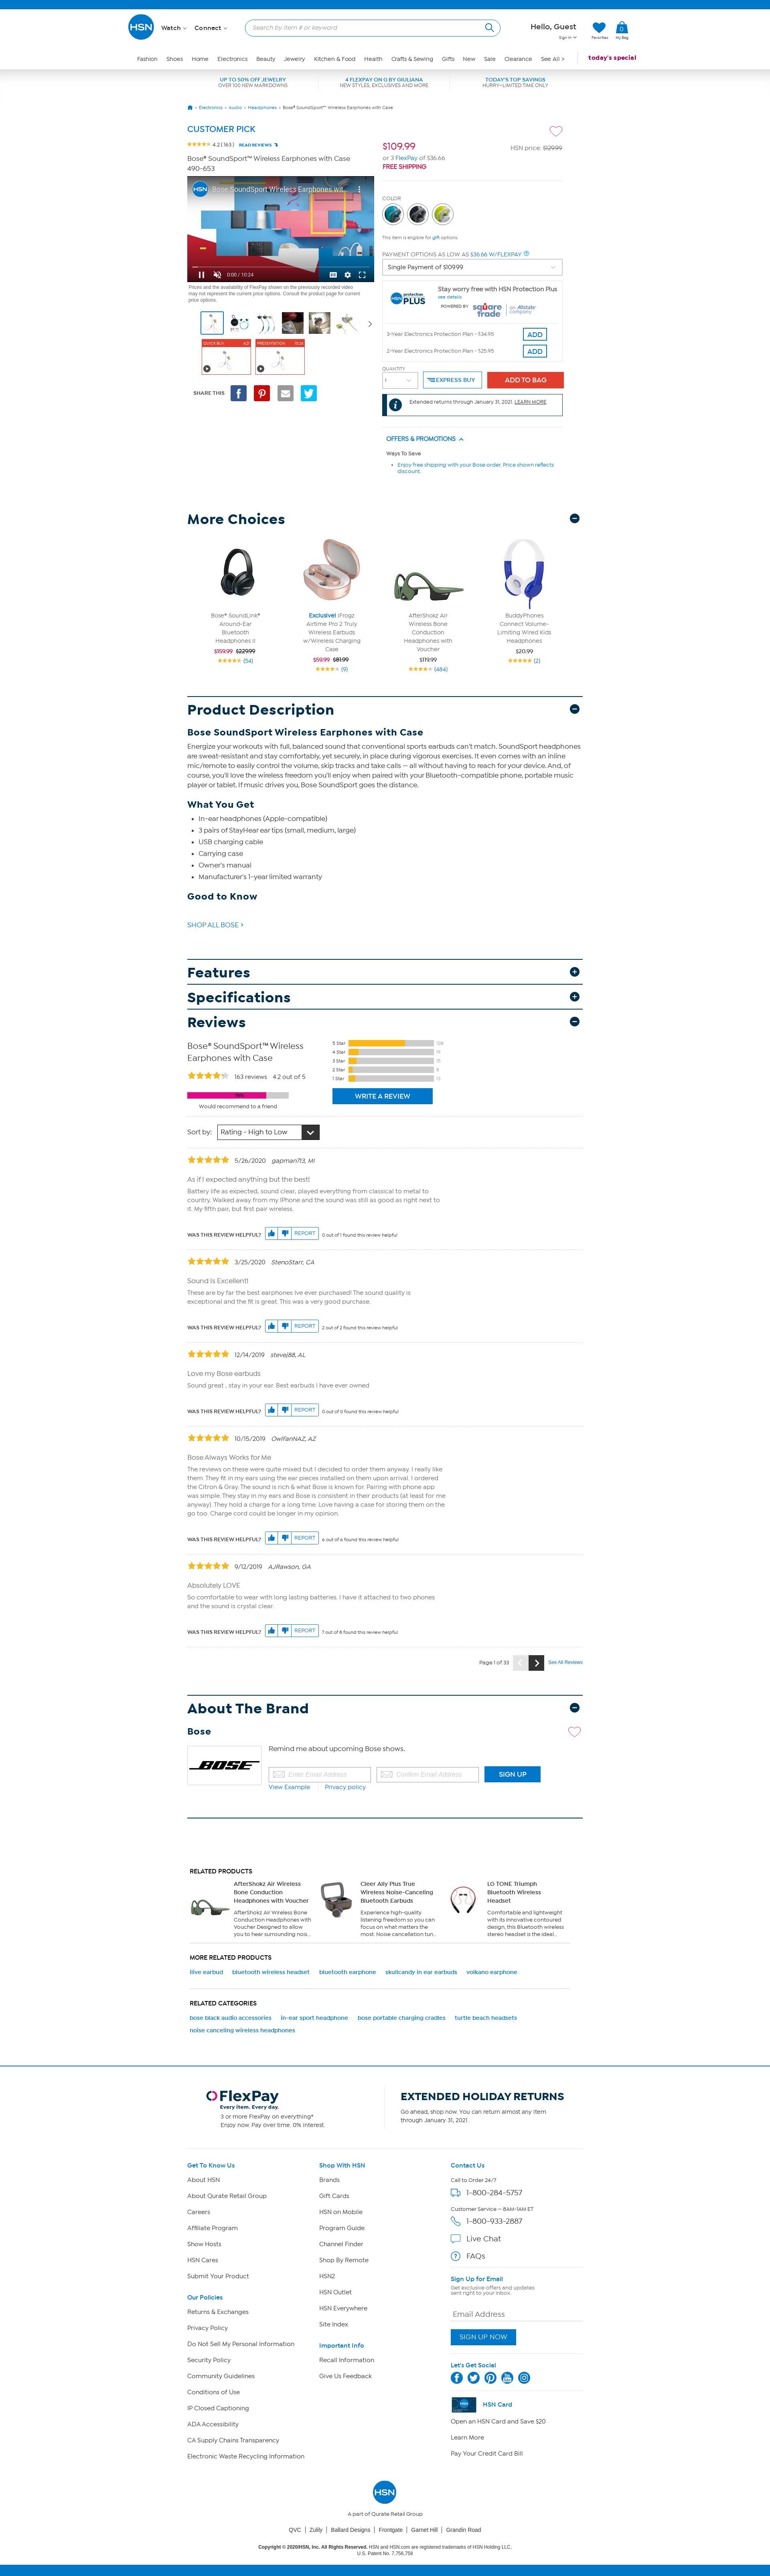 HSN Watch Connect Search by item # or keyword Hello, Guest
Sign In Favorites My Bag 0
Fashion Shoes Home Electronics Beauty Jewelry Kitchen & Food Health Crafts & Sewing Gifts New Sale Clearance See All > today's special
UP TO 50% OFF JEWELRY 4 FLEXPAY ON G BY GIULIANA TODAY'S TOP SAVINGS
OVER 100 NEW MARKDOWNS NEW STYLES, EXCLUSIVES AND MORE HURRY—LIMITED TIME ONLY
Electronics > Audio > Headphones > Bose® SoundSport™ Wireless Earphones with Case
CUSTOMER PICK
4.2 (163) READ REVIEWS
Bose® SoundSport™ Wireless Earphones with Case
490-653
HSN Bose SoundSport Wireless Earphones wi...
0:00 / 10:24
Prices and the availability of FlexPay shown on the recorded video
may not represent the current price options. Consult the product page for current
price options.
QUICK BUY
PRESENTATION
SHARE THIS
$109.99 HSN price: $129.99
or 3 FlexPay of $36.66
FREE SHIPPING
COLOR
This item is eligible for gift options
PAYMENT OPTIONS AS LOW AS $36.66 W/FLEXPAY
Single Payment of $109.99
HSN PROTECTION PLUS
Stay worry free with HSN Protection Plus
see details
POWERED BY SQUARE TRADE an Allstate company
3-Year Electronics Protection Plan - $34.95 ADD
2-Year Electronics Protection Plan - $25.95 ADD
QUANTITY
1 EXPRESS BUY ADD TO BAG
Extended returns through January 31, 2021. LEARN MORE
OFFERS & PROMOTIONS
Ways To Save
• Enjoy free shipping with your Bose order. Price shown reflects
discount.
More Choices
Bose® SoundLink®
Around-Ear
Bluetooth
Headphones II
$159.99 $229.99
(54)
Exclusive! iFrogz
Airtime Pro 2 Truly
Wireless Earbuds
w/Wireless Charging
Case
$59.99 $81.99
(9)
AfterShokz Air
Wireless Bone
Conduction
Headphones with
Voucher
$119.99
(484)
BuddyPhones
Connect Volume-
Limiting Wired Kids
Headphones
$20.99
(2)
Product Description
Bose SoundSport Wireless Earphones with Case
Energize your workouts with full, balanced sound that conventional sports earbuds can't match. SoundSport headphones
are sweat-resistant and stay comfortably, yet securely, in place during vigorous exercises. It even comes with an inline
mic/remote to easily control the volume, skip tracks and take calls — all without having to reach for your device. And, of
course, you'll love the wireless freedom you'll enjoy when paired with your Bluetooth-compatible phone, portable music
player or tablet. If music drives you, Bose SoundSport goes the distance.
What You Get
• In-ear headphones (Apple-compatible)
• 3 pairs of StayHear ear tips (small, medium, large)
• USB charging cable
• Carrying case
• Owner's manual
• Manufacturer's 1-year limited warranty
Good to Know
SHOP ALL BOSE >
Features
Specifications
Reviews
Bose® SoundSport™ Wireless
Earphones with Case
163 reviews 4.2 out of 5
78%
Would recommend to a friend
5 Star 108
4 Star 19
3 Star 15
2 Star 8
1 Star 13
WRITE A REVIEW
Sort by: Rating - High to Low
5/26/2020 gapman713, MI
As if I expected anything but the best!
Battery life as expected, sound clear, played everything from classical to metal to
country. Walked away from my IPhone and the sound was still as good as right next to
it. My fifth pair, but first pair wireless.
WAS THIS REVIEW HELPFUL? REPORT 0 out of 1 found this review helpful
3/25/2020 StenoStarr, CA
Sound Is Excellent!
These are by far the best earphones Ive ever purchased! The sound quality is
exceptional and the fit is great. This was a very good purchase.
WAS THIS REVIEW HELPFUL? REPORT 2 out of 2 found this review helpful
12/14/2019 stevej88, AL
Love my Bose earbuds
Sound great , stay in your ear. Best earbuds I have ever owned
WAS THIS REVIEW HELPFUL? REPORT 0 out of 0 found this review helpful
10/15/2019 OwlFanNAZ, AZ
Bose Always Works for Me
The reviews on these were quite mixed but I decided to order them anyway. I really like
them. They fit in my ears using the ear pieces installed on them upon arrival. I ordered
the Citron & Gray. The sound is rich & what Bose is known for. Pairing with phone app
was simple. They stay in my ears and Bose is consistent in their products (at least for me
anyway). They hold a charge for a long time. Love having a case for storing them on the
go too. Charge cord could be longer in my opinion.
WAS THIS REVIEW HELPFUL? REPORT 6 out of 6 found this review helpful
9/12/2019 AJRawson, GA
Absolutely LOVE
So comfortable to wear with long lasting batteries. I have it attached to two phones
and the sound is crystal clear.
WAS THIS REVIEW HELPFUL? REPORT 7 out of 8 found this review helpful
Page 1 of 33 See All Reviews
About The Brand
Bose
BOSE
Remind me about upcoming Bose shows.
Enter Email Address Confirm Email Address SIGN UP
View Example Privacy policy
RELATED PRODUCTS
AfterShokz Air Wireless
Bone Conduction
Headphones with Voucher
AfterShokz Air Wireless Bone
Conduction Headphones with
Voucher Designed to allow
you to hear surrounding nois...
Cleer Ally Plus True
Wireless Noise-Canceling
Bluetooth Earbuds
Experience high-quality
listening freedom so you can
focus on what matters the
most. Noise cancellation tun...
LG TONE Triumph
Bluetooth Wireless
Headset
Comfortable and lightweight
with its innovative contoured
design, this Bluetooth wireless
stereo headset is the ideal...
MORE RELATED PRODUCTS
ilive earbud bluetooth wireless headset bluetooth earphone skullcandy in ear earbuds volkano earphone
RELATED CATEGORIES
bose black audio accessories in-ear sport headphone bose portable charging cradles turtle beach headsets
noise canceling wireless headphones
FlexPay
Every item. Every day.
3 or more FlexPay on everything*
Enjoy now. Pay over time. 0% interest.
EXTENDED HOLIDAY RETURNS
Go ahead, shop now. You can return almost any item
through January 31, 2021.
Get To Know Us
About HSN
About Qurate Retail Group
Careers
Affiliate Program
Show Hosts
HSN Cares
Submit Your Product
Our Policies
Returns & Exchanges
Privacy Policy
Do Not Sell My Personal Information
Security Policy
Community Guidelines
Conditions of Use
IP Closed Captioning
ADA Accessibility
CA Supply Chains Transparency
Electronic Waste Recycling Information
Shop With HSN
Brands
Gift Cards
HSN on Mobile
Program Guide
Channel Finder
Shop By Remote
HSN2
HSN Outlet
HSN Everywhere
Site Index
Important Info
Recall Information
Give Us Feedback
Contact Us
Call to Order 24/7
1-800-284-5757
Customer Service — 8AM-1AM ET
1-800-933-2887
Live Chat
FAQs
Sign Up for Email
Get exclusive offers and updates
sent right to your inbox.
Email Address
SIGN UP NOW
Let's Get Social
HSN Card
Open an HSN Card and Save $20
Learn More
Pay Your Credit Card Bill
HSN
A part of Qurate Retail Group
QVC | Zulily | Ballard Designs | Frontgate | Garnet Hill | Grandin Road
Copyright © 2020/HSN, Inc. All Rights Reserved. HSN and HSN.com are registered trademarks of HSN Holding LLC,
U.S. Patent No. 7,756,758